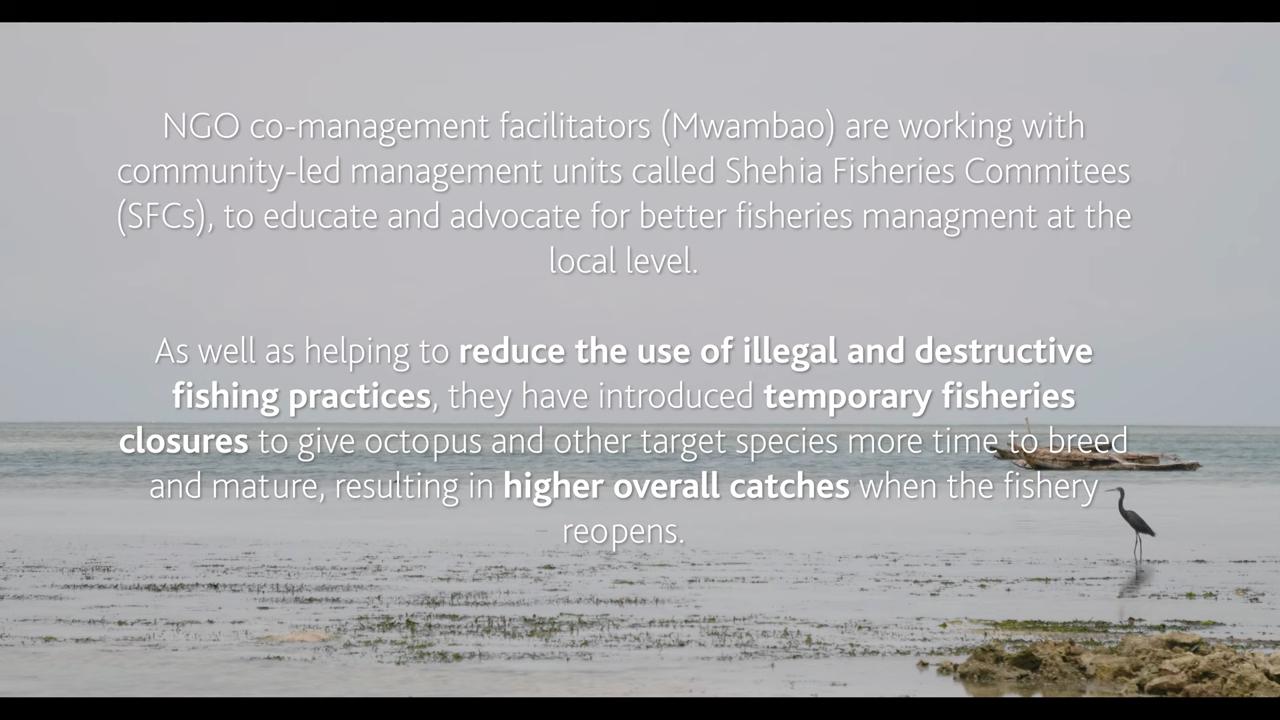 NGO co-management facilitators (Mwambao) are working with
community-led management units called Shehia Fisheries Commitees
(SFCs), to educate and advocate for better fisheries managment at the
local level.
As well as helping to reduce the use of illegal and destructive
fishing practices, they have introduced temporary fisheries
closures to give octopus and other target species more time to breed
and mature, resulting in higher overall catches when the fishery
reopens.